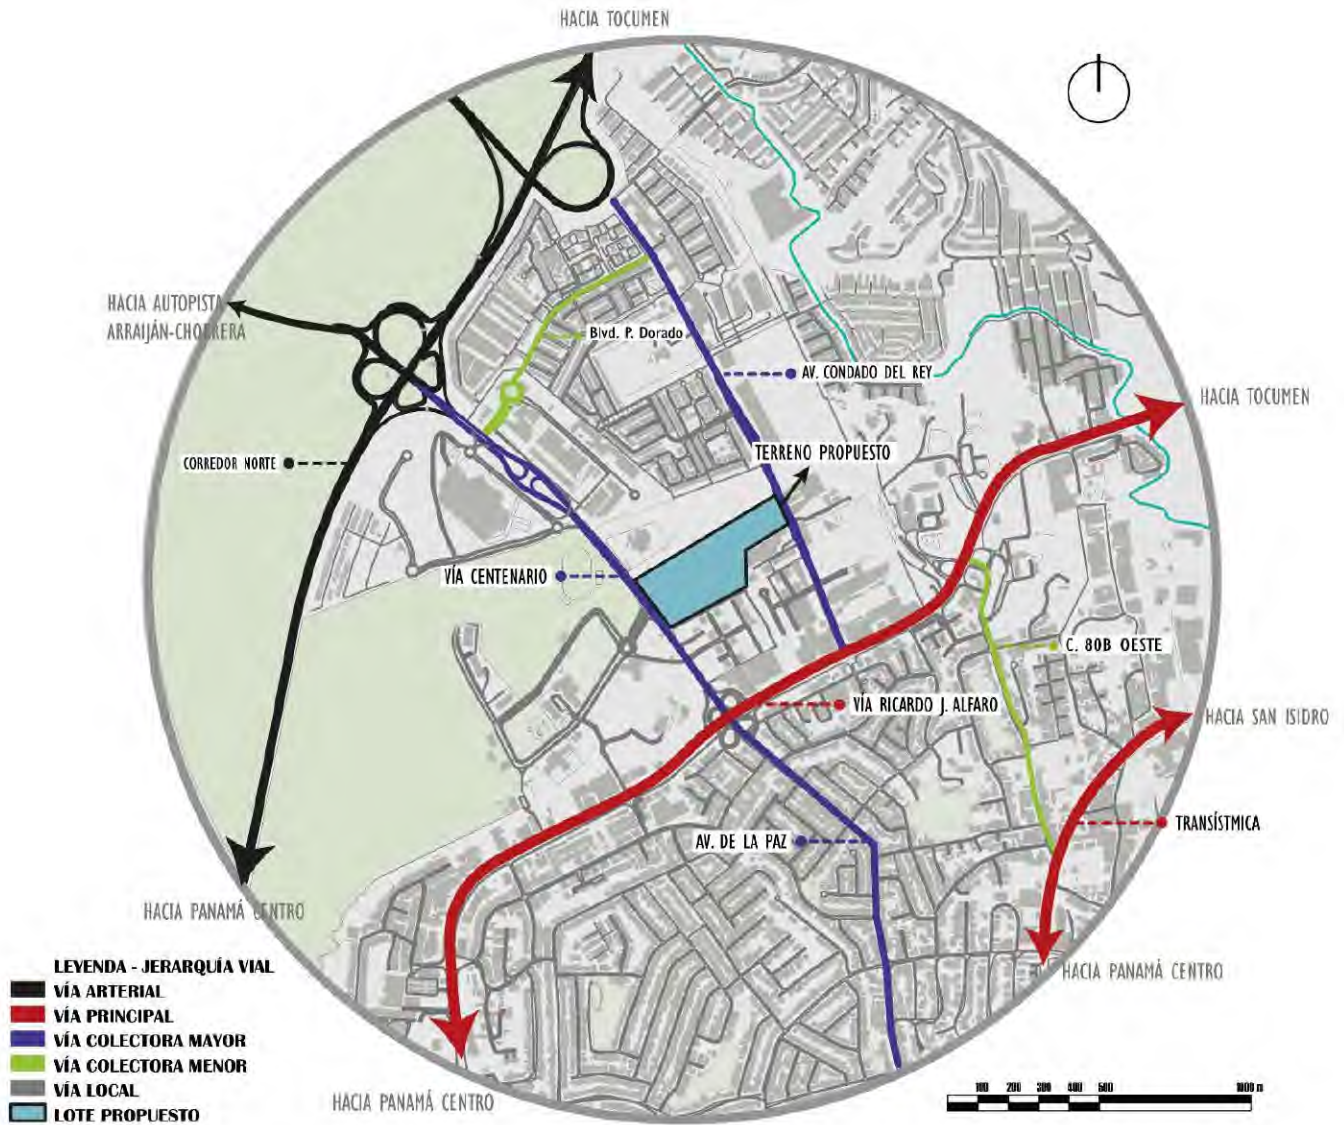 HACIA TOCUMEN
HACIA AUTOPISTA
ARRAIJÁN-CHORRERA
Blvd. P. Dorado
AV. CONDADO DEL REY
HACIA TOCUMEN
TERRENO PROPUESTO
CORREDOR NORTE
VÍA CENTENARIO
C. 80B OESTE
VÍA RICARDO J. ALFARO
HACIA SAN ISIDRO
TRANSÍSTMICA
AV. DE LA PAZ
HACIA PANAMÁ CENTRO
HACIA PANAMÁ CENTRO
HACIA PANAMÁ CENTRO
LEYENDA - JERARQUÍA VIAL
VÍA ARTERIAL
VÍA PRINCIPAL
VÍA COLECTORA MAYOR
VÍA COLECTORA MENOR
VÍA LOCAL
LOTE PROPUESTO
100 200 300 400 500 1000 m